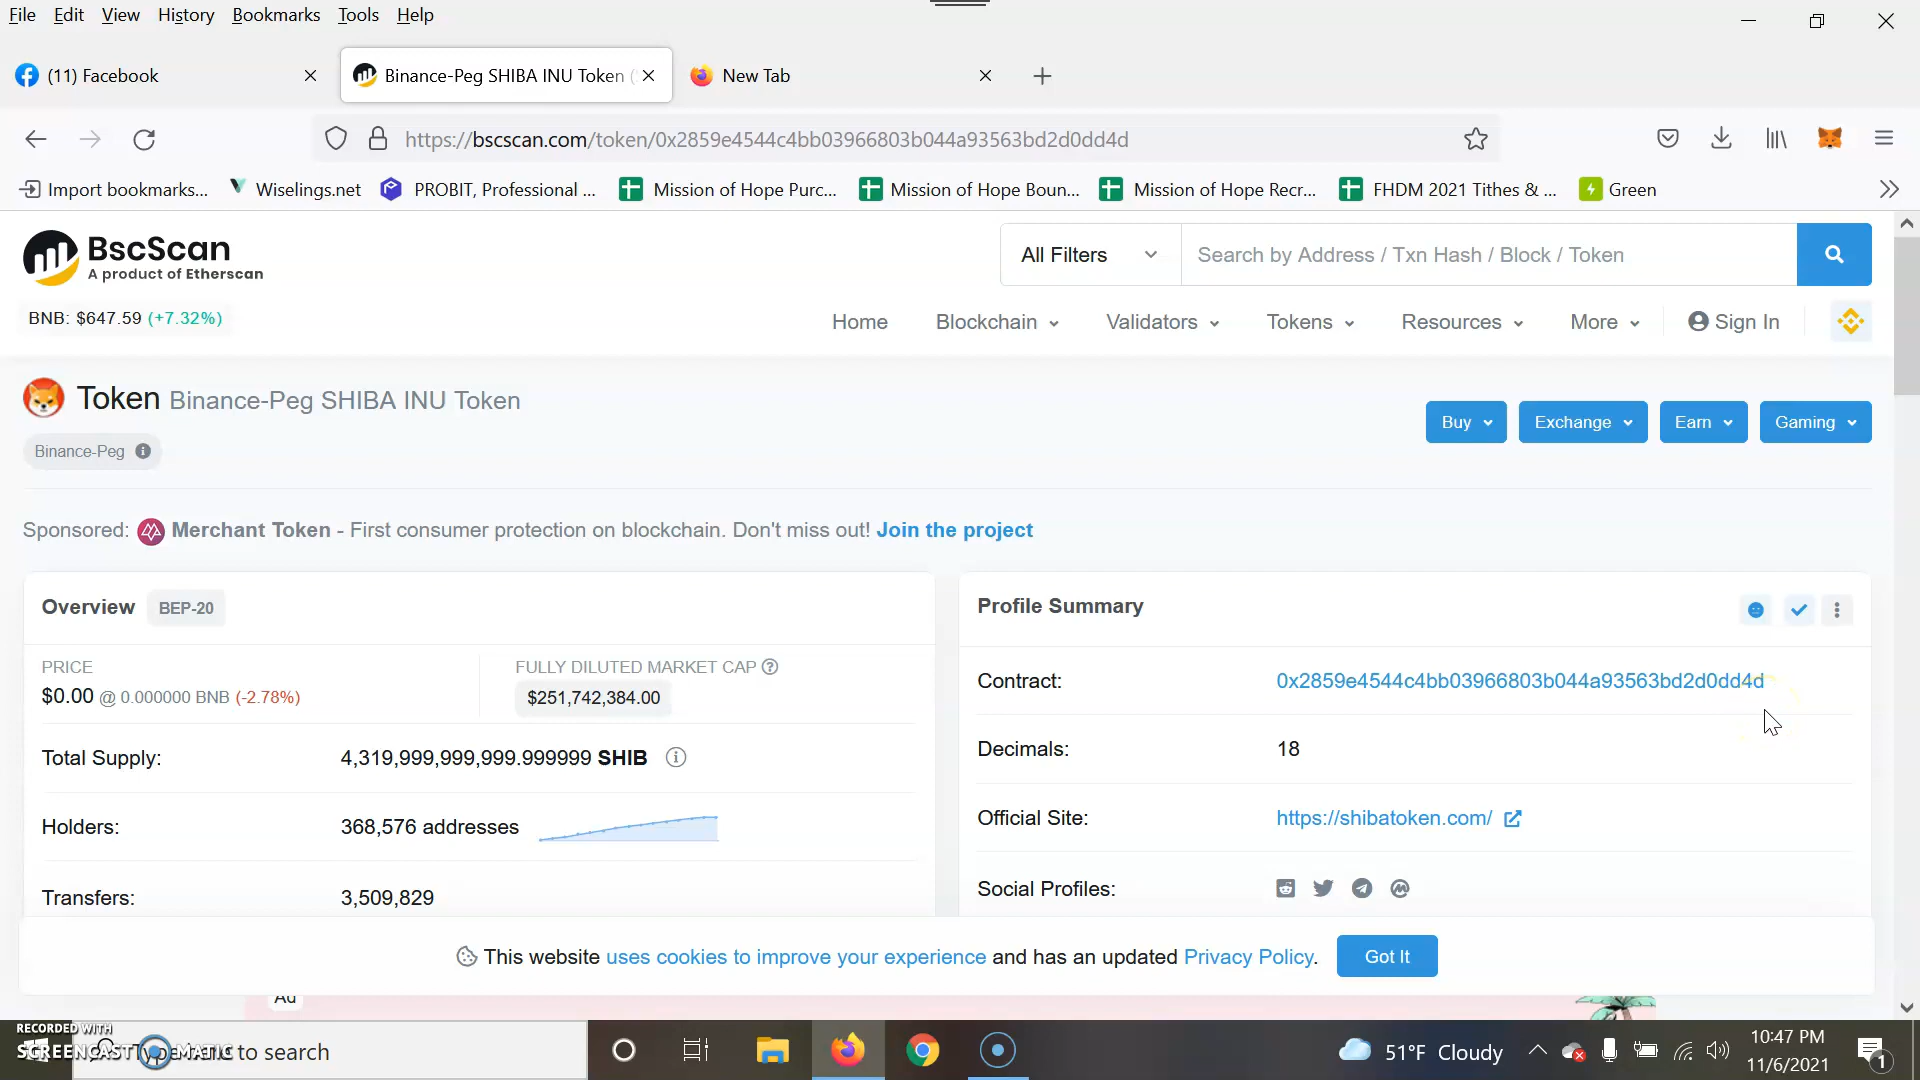 File Edit View History Bookmarks Tools Help
(11) Facebook
Binance-Peg SHIBA INU Token (
New Tab
https://bscscan.com/token/0x2859e4544c4bb03966803b044a93563bd2d0dd4d
Import bookmarks... Wiselings.net PROBIT, Professional ... Mission of Hope Purc... Mission of Hope Boun... Mission of Hope Recr... FHDM 2021 Tithes & ... Green
BscScan
A product of Etherscan
All Filters
Search by Address / Txn Hash / Block / Token
BNB: $647.59 (+7.32%)
Home Blockchain Validators Tokens Resources More Sign In
Token Binance-Peg SHIBA INU Token
Binance-Peg
Buy Exchange Earn Gaming
Sponsored: Merchant Token - First consumer protection on blockchain. Don't miss out! Join the project
Overview BEP-20
PRICE
$0.00 @ 0.000000 BNB (-2.78%)
FULLY DILUTED MARKET CAP
$251,742,384.00
Total Supply: 4,319,999,999,999.999999 SHIB
Holders: 368,576 addresses
Transfers: 3,509,829
Profile Summary
Contract: 0x2859e4544c4bb03966803b044a93563bd2d0dd4d
Decimals: 18
Official Site: https://shibatoken.com/
Social Profiles:
This website uses cookies to improve your experience and has an updated Privacy Policy. Got It
Ad
RECORDED WITH
SCREENCAST MATIC
to search
51°F Cloudy
10:47 PM
11/6/2021
1